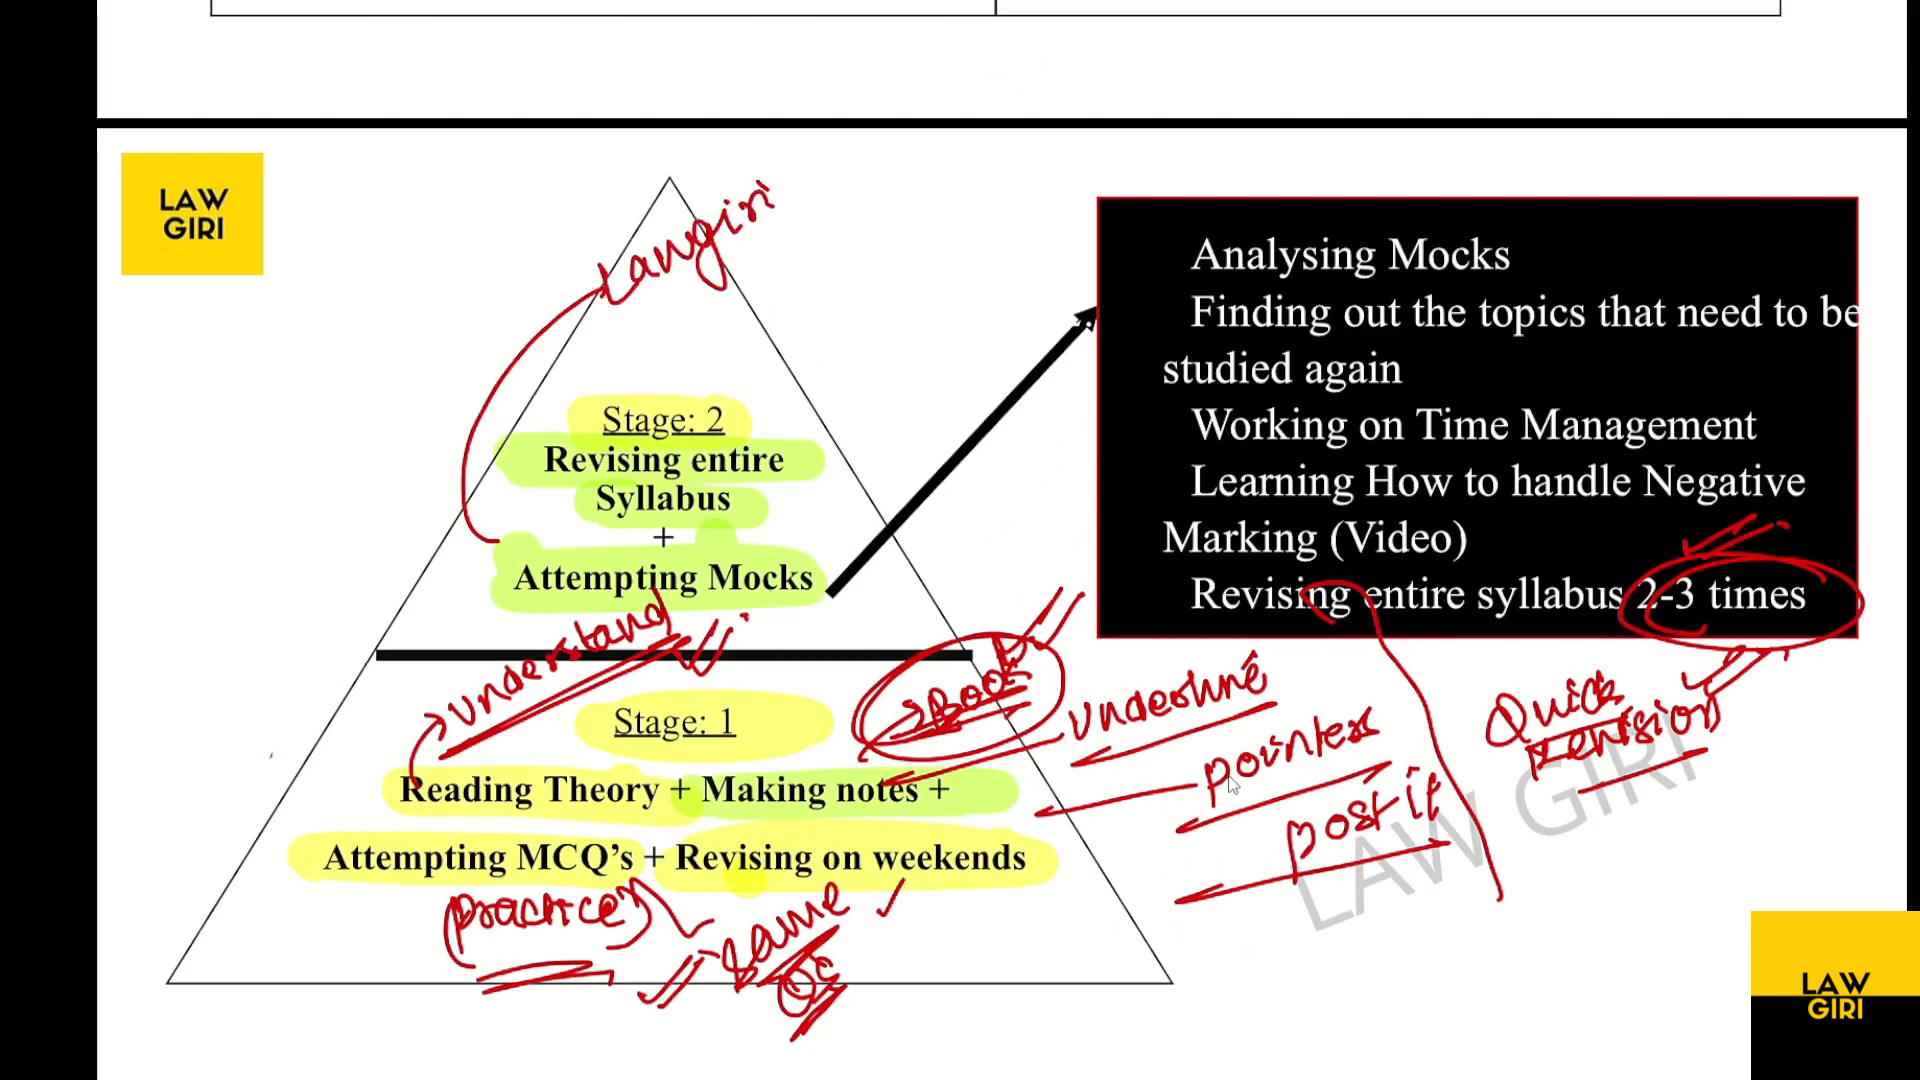 LAW
GIRI
Lawgiri
Stage: 2
Revising entire
Syllabus
+
Attempting Mocks
Analysing Mocks
Finding out the topics that need to be
studied again
Working on Time Management
Learning How to handle Negative
Marking (Video)
Revising entire syllabus 2-3 times
understand
Stage: 1
Book
Underline
pointers
post it
Quick
Revision
Reading Theory + Making notes +
Attempting MCQ's + Revising on weekends
(practice)
Same
Qs
LAW GIRI
LAW
GIRI